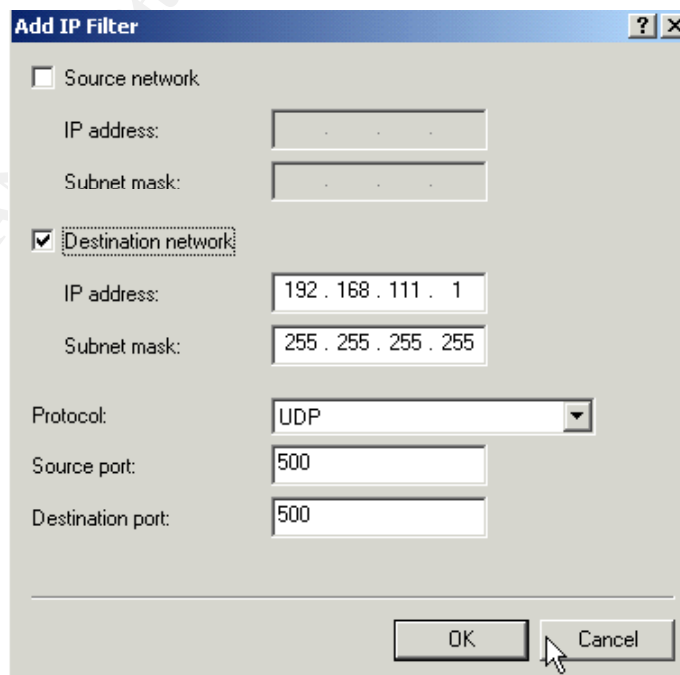 Add IP Filter
Source network
IP address:
Subnet mask:
Destination network
IP address: 192 . 168 . 111 . 1
Subnet mask: 255 . 255 . 255 . 255
Protocol: UDP
Source port: 500
Destination port: 500
OK Cancel